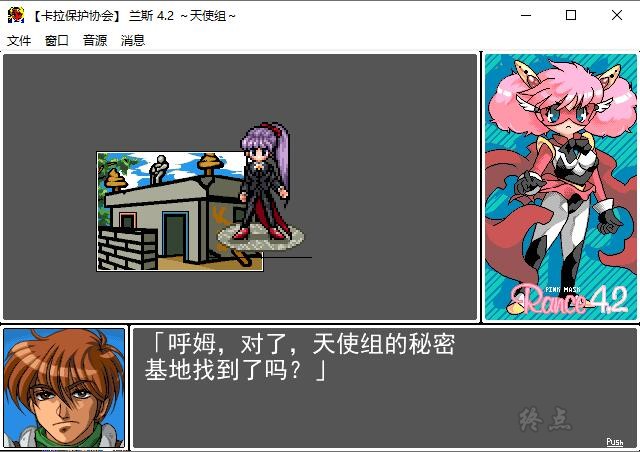 【卡拉保护协会】 兰斯 4.2 ～天使组～
文件 窗口 音源 消息
PINK MASK
Rance 4.2
「呼姆，对了，天使组的秘密
基地找到了吗？」
终点
Push